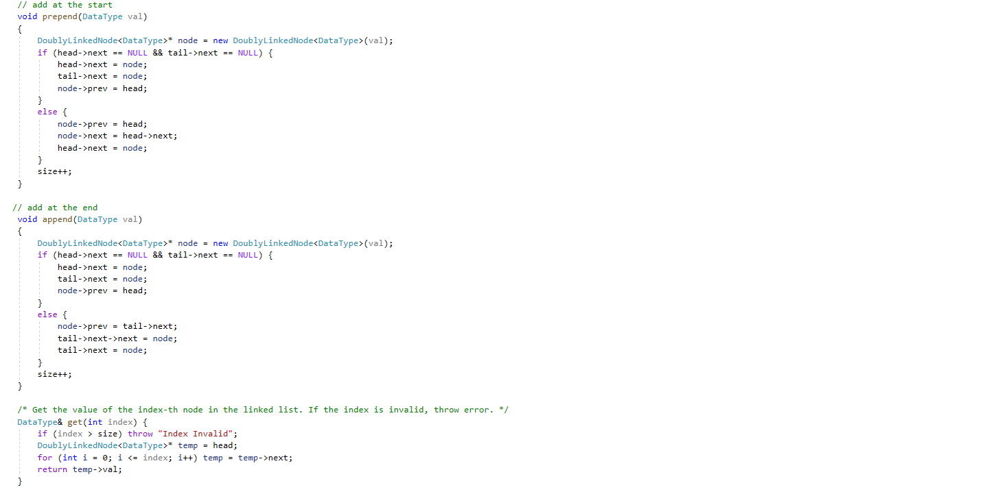 // add at the start
void prepend(DataType val)
{
    DoublyLinkedNode<DataType>* node = new DoublyLinkedNode<DataType>(val);
    if (head->next == NULL && tail->next == NULL) {
        head->next = node;
        tail->next = node;
        node->prev = head;
    }
    else {
        node->prev = head;
        node->next = head->next;
        head->next = node;
    }
    size++;
}

// add at the end
void append(DataType val)
{
    DoublyLinkedNode<DataType>* node = new DoublyLinkedNode<DataType>(val);
    if (head->next == NULL && tail->next == NULL) {
        head->next = node;
        tail->next = node;
        node->prev = head;
    }
    else {
        node->prev = tail->next;
        tail->next->next = node;
        tail->next = node;
    }
    size++;
}

/* Get the value of the index-th node in the linked list. If the index is invalid, throw error. */
DataType& get(int index) {
    if (index > size) throw "Index Invalid";
    DoublyLinkedNode<DataType>* temp = head;
    for (int i = 0; i <= index; i++) temp = temp->next;
    return temp->val;
}